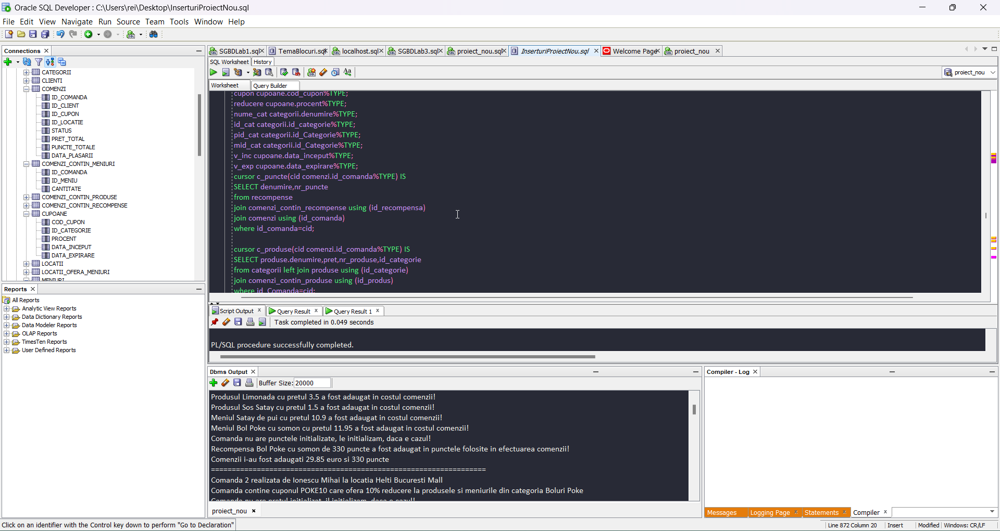 Oracle SQL Developer : C:\Users\rei\Desktop\InserturiProiectNou.sql
File Edit View Navigate Run Source Team Tools Window Help
Connections
CATEGORII
CLIENTI
COMENZI
ID_COMANDA
ID_CLIENT
ID_CUPON
ID_LOCATIE
STATUS
PRET_TOTAL
PUNCTE_TOTALE
DATA_PLASARII
COMENZI_CONTIN_MENIURI
ID_COMANDA
ID_MENIU
CANTITATE
COMENZI_CONTIN_PRODUSE
COMENZI_CONTIN_RECOMPENSE
CUPOANE
COD_CUPON
ID_CATEGORIE
PROCENT
DATA_INCEPUT
DATA_EXPIRARE
LOCATII
LOCATII_OFERA_MENIURI
MENIURI
Reports
All Reports
Analytic View Reports
Data Dictionary Reports
Data Modeler Reports
OLAP Reports
TimesTen Reports
User Defined Reports
SGBDLab1.sql TemaBlocuri.sql localhost.sql SGBDLab3.sql proiect_nou.sql InserturiProiectNou.sql Welcome Page proiect_nou
SQL Worksheet History
proiect_nou
Worksheet Query Builder
cupon cupoane.cod_cupon%TYPE;
reducere cupoane.procent%TYPE;
nume_cat categorii.denumire%TYPE;
id_cat categorii.id_categorie%TYPE;
pid_cat categorii.id_Categorie%TYPE;
mid_cat categorii.id_Categorie%TYPE;
v_inc cupoane.data_inceput%TYPE;
v_exp cupoane.data_expirare%TYPE;
cursor c_puncte(cid comenzi.id_comanda%TYPE) IS
SELECT denumire,nr_puncte
from recompense
join comenzi_contin_recompense using (id_recompensa)
join comenzi using (id_comanda)
where id_comanda=cid;
cursor c_produse(cid comenzi.id_comanda%TYPE) IS
SELECT produse.denumire,pret,nr_produse,id_categorie
from categorii left join produse using (id_categorie)
join comenzi_contin_produse using (id_produs)
where id_Comanda=cid;
Script Output Query Result Query Result 1
Task completed in 0.049 seconds
PL/SQL procedure successfully completed.
Dbms Output
Buffer Size: 20000
Produsul Limonada cu pretul 3.5 a fost adaugat in costul comenzii!
Produsul Sos Satay cu pretul 1.5 a fost adaugat in costul comenzii!
Meniul Satay de pui cu pretul 10.9 a fost adaugat in costul comenzii!
Meniul Bol Poke cu somon cu pretul 11.95 a fost adaugat in costul comenzii!
Comanda nu are punctele initializate, le initializam, daca e cazul!
Recompensa Bol Poke cu somon de 330 puncte a fost adaugat in punctele folosite in efectuarea comenzii!
Comenzii i-au fost adaugati 29.85 euro si 330 puncte
==================================================================
Comanda 2 realizata de Ionescu Mihai la locatia Helti Bucuresti Mall
Comanda contine cuponul POKE10 care ofera 10% reducere la produsele si meniurile din categoria Boluri Poke
Comanda nu are pretul initializat, il initializam, daca e cazul!
proiect_nou
Compiler - Log
Messages Logging Page Statements Compiler
Click on an identifier with the Control key down to perform "Go to Declaration"
Line 872 Column 20 Insert Modified Windows: CR/LF